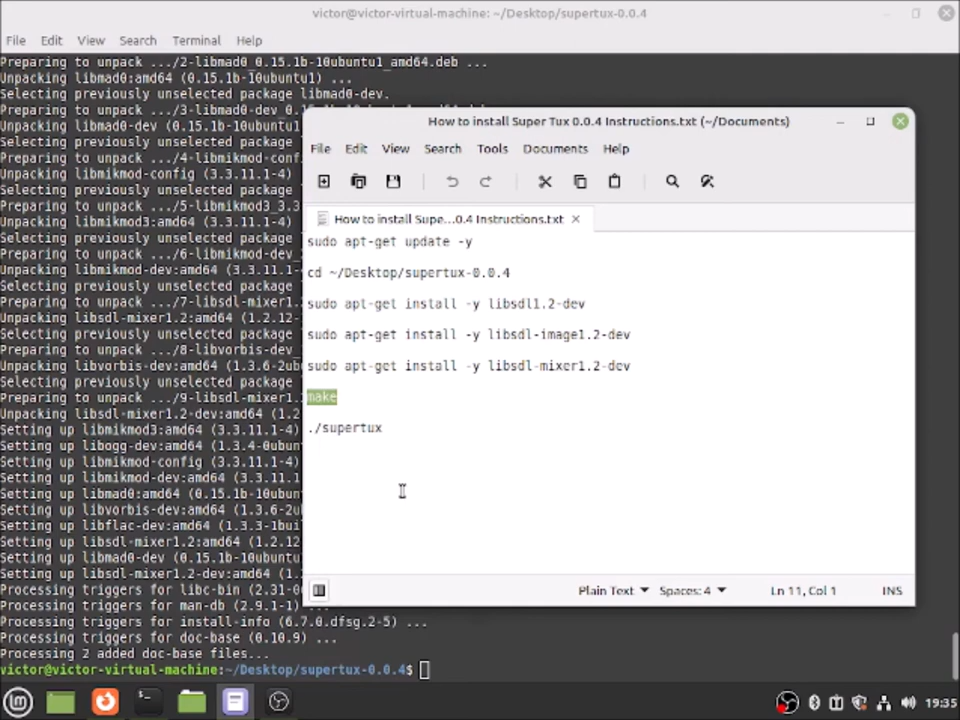 victor@victor-virtual-machine: ~/Desktop/supertux-0.0.4
File Edit View Search Terminal Help
Preparing to unpack .../2-libmad0_0.15.1b-10ubuntu1_amd64.deb ...
Unpacking libmad0:amd64 (0.15.1b-10ubuntu1) ...
Selecting previously unselected package libmad0-dev.
Preparing to unpack .../3-libmad0-dev_0.15.1b-10ubuntu1_amd64.deb
Unpacking libmad0-dev (0.15.1b-10ubuntu1
Selecting previously unselected package
Preparing to unpack .../4-libmikmod-conf
Unpacking libmikmod-config (3.3.11.1-4)
Selecting previously unselected package
Preparing to unpack .../5-libmikmod3_3.3
Unpacking libmikmod3:amd64 (3.3.11.1-4)
Selecting previously unselected package
Preparing to unpack .../6-libmikmod-dev_
Unpacking libmikmod-dev:amd64 (3.3.11.1-
Selecting previously unselected package
Preparing to unpack .../7-libsdl-mixer1.
Unpacking libsdl-mixer1.2:amd64 (1.2.12-
Selecting previously unselected package
Preparing to unpack .../8-libvorbis-dev_
Unpacking libvorbis-dev:amd64 (1.3.6-2ub
Selecting previously unselected package
Preparing to unpack .../9-libsdl-mixer1.
Unpacking libsdl-mixer1.2-dev:amd64 (1.2
Setting up libmikmod3:amd64 (3.3.11.1-4)
Setting up libogg-dev:amd64 (1.3.4-0ubun
Setting up libmikmod-config (3.3.11.1-4)
Setting up libmikmod-dev:amd64 (3.3.11.1
Setting up libmad0:amd64 (0.15.1b-10ubun
Setting up libvorbis-dev:amd64 (1.3.6-2u
Setting up libflac-dev:amd64 (1.3.3-1bui
Setting up libsdl-mixer1.2:amd64 (1.2.12
Setting up libmad0-dev (0.15.1b-10ubuntu
Setting up libsdl-mixer1.2-dev:amd64 (1.
Processing triggers for libc-bin (2.31-0
Processing triggers for man-db (2.9.1-1) ...
Processing triggers for install-info (6.7.0.dfsg.2-5) ...
Processing triggers for doc-base (0.10.9) ...
Processing 2 added doc-base files...
victor@victor-virtual-machine:~/Desktop/supertux-0.0.4$
How to install Super Tux 0.0.4 Instructions.txt (~/Documents)
File Edit View Search Tools Documents Help
How to install Supe...0.4 Instructions.txt
sudo apt-get update -y
cd ~/Desktop/supertux-0.0.4
sudo apt-get install -y libsdl1.2-dev
sudo apt-get install -y libsdl-image1.2-dev
sudo apt-get install -y libsdl-mixer1.2-dev
make
./supertux
Plain Text Spaces: 4 Ln 11, Col 1 INS
19:35